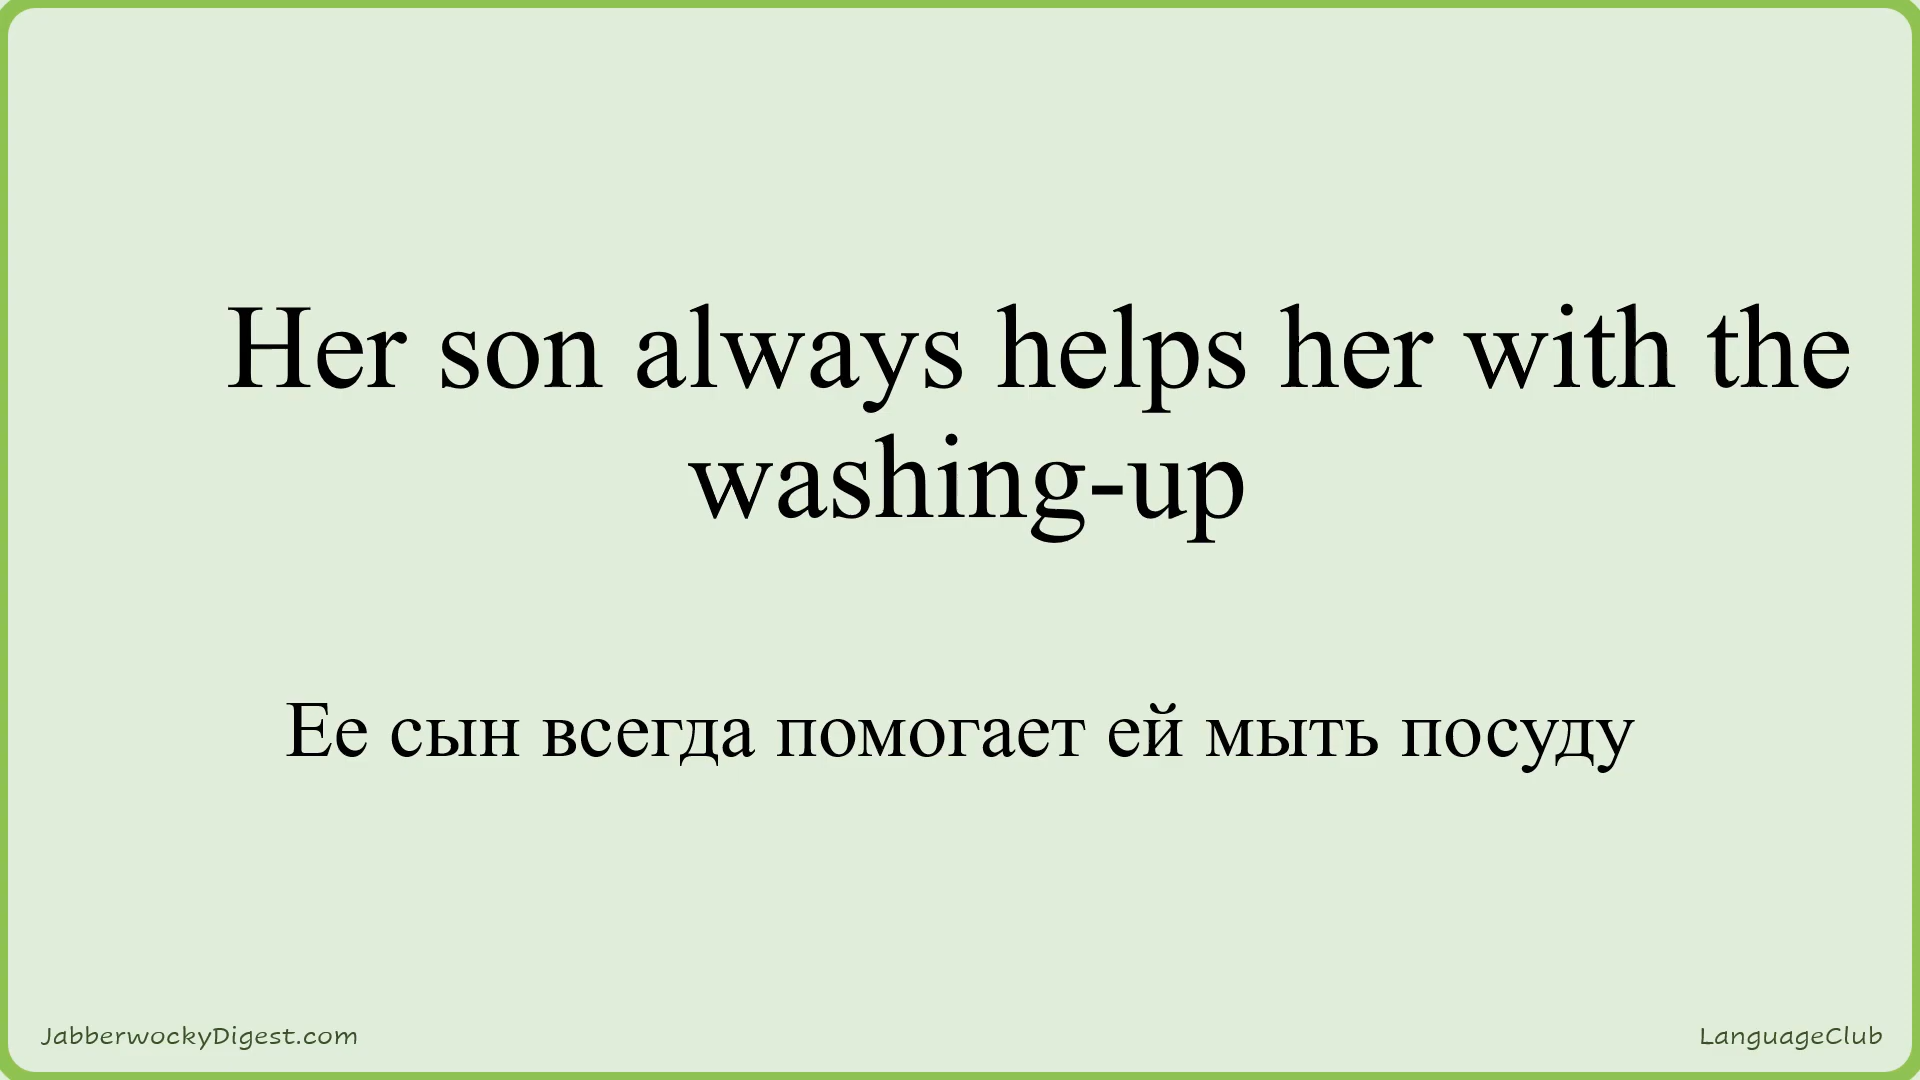 Her son always helps her with the
washing-up
Ее сын всегда помогает ей мыть посуду
JabberwockyDigest.com
LanguageClub